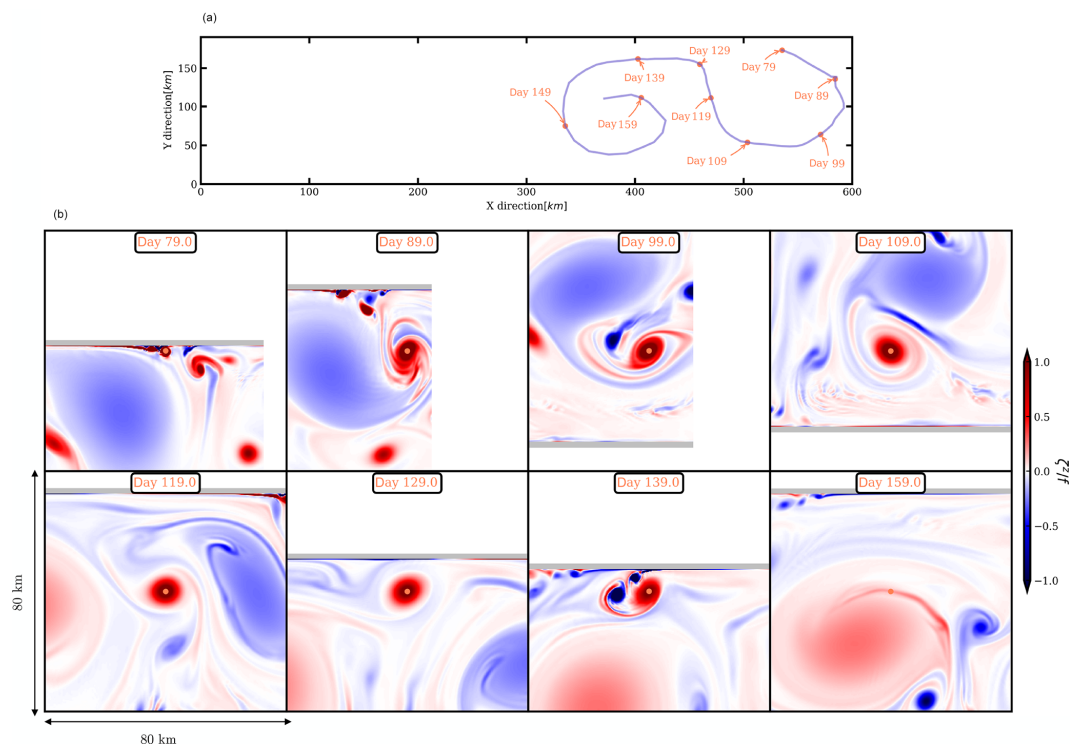 (a)
150
100
50
0
Y direction[km]
Day 129
Day 79
Day 139
Day 89
Day 149
Day 159
Day 119
Day 109
Day 99
0
100
200
300
400
500
600
X direction[km]
(b)
Day 79.0
Day 89.0
Day 99.0
Day 109.0
1.0
0.5
0.0
−0.5
−1.0
ζz/f
Day 119.0
Day 129.0
Day 139.0
Day 159.0
80 km
80 km